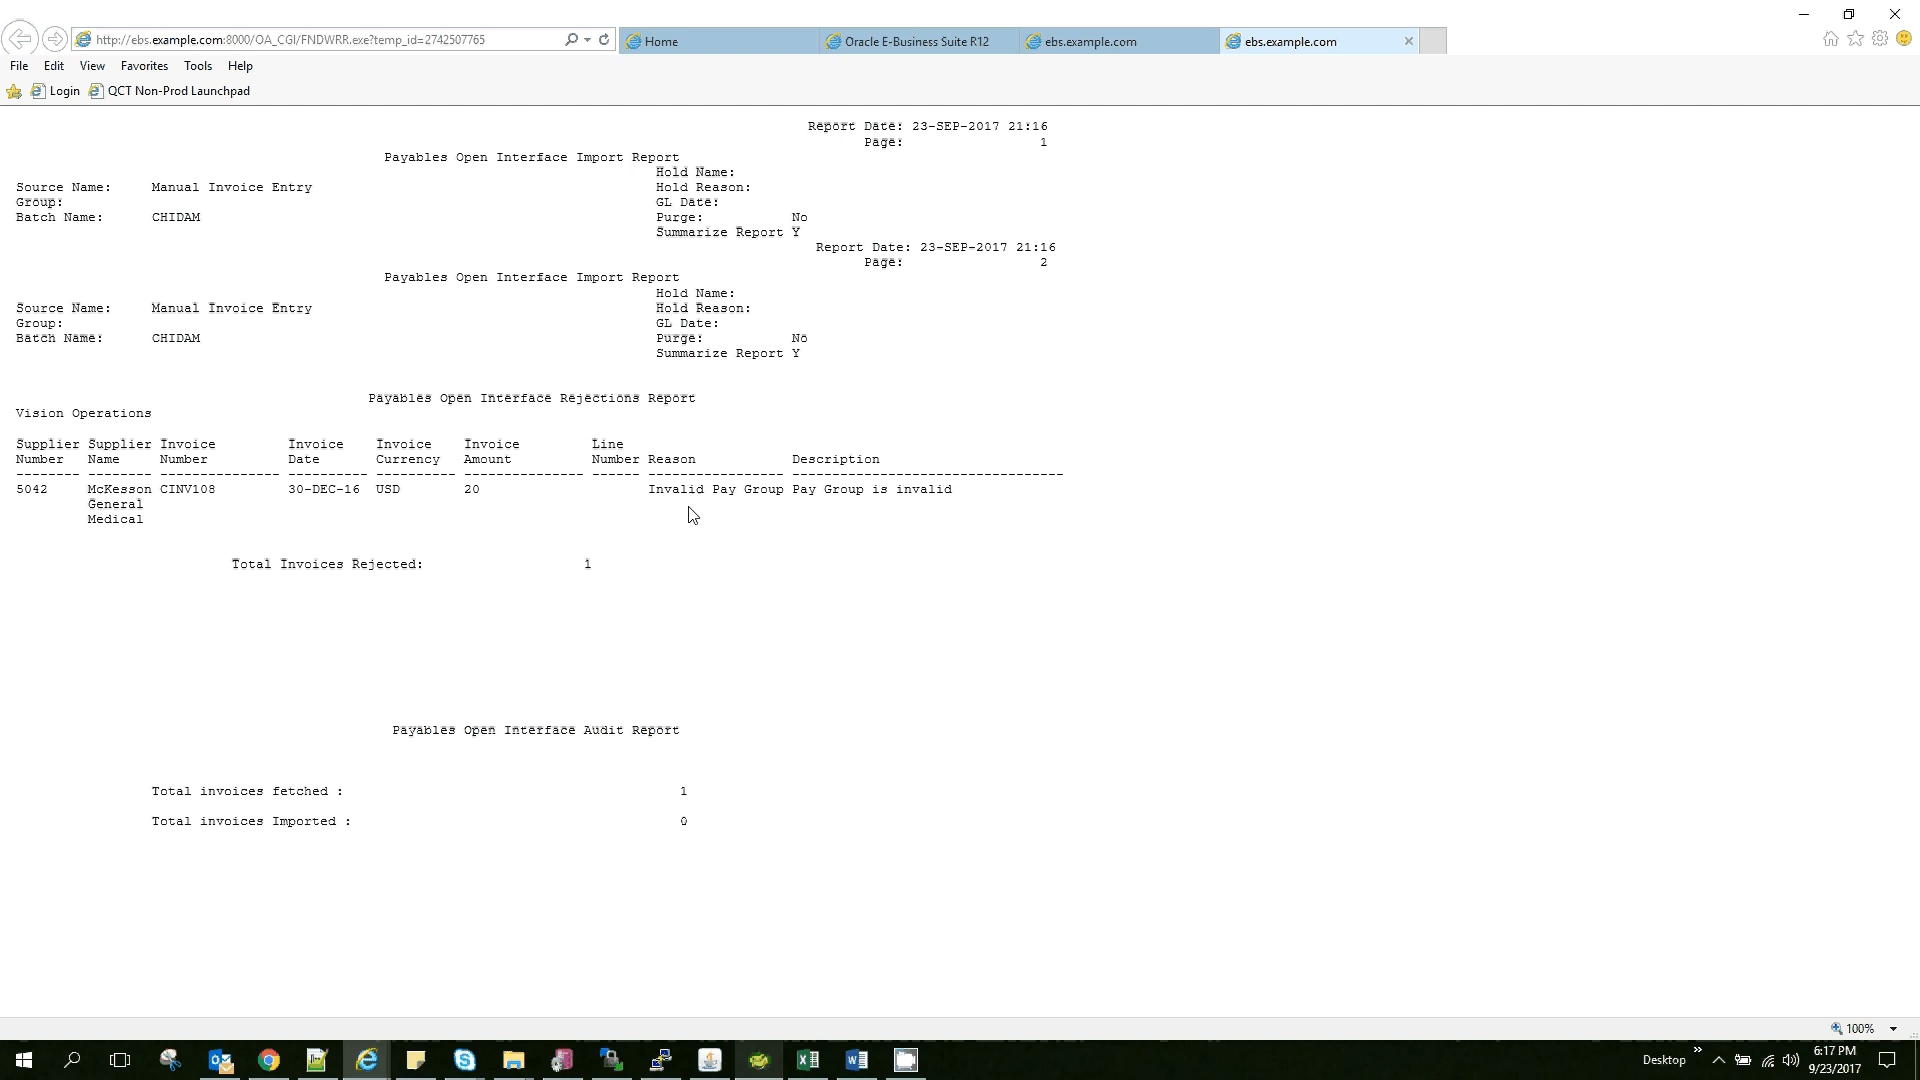 http://ebs.example.com:8000/OA_CGI/FNDWRR.exe?temp_id=2742507765
Home
Oracle E-Business Suite R12
ebs.example.com
ebs.example.com
File Edit View Favorites Tools Help
Login QCT Non-Prod Launchpad
Report Date: 23-SEP-2017 21:16
Page: 1
Payables Open Interface Import Report
Hold Name:
Source Name: Manual Invoice Entry Hold Reason:
Group: GL Date:
Batch Name: CHIDAM Purge: No
Summarize Report Y
Report Date: 23-SEP-2017 21:16
Page: 2
Payables Open Interface Import Report
Hold Name:
Source Name: Manual Invoice Entry Hold Reason:
Group: GL Date:
Batch Name: CHIDAM Purge: No
Summarize Report Y
Payables Open Interface Rejections Report
Vision Operations
Supplier Supplier Invoice Invoice Invoice Invoice Line
Number Name Number Date Currency Amount Number Reason Description
5042 McKesson CINV108 30-DEC-16 USD 20 Invalid Pay Group Pay Group is invalid
General
Medical
Total Invoices Rejected: 1
Payables Open Interface Audit Report
Total invoices fetched : 1
Total invoices Imported : 0
100%
Desktop
6:17 PM
9/23/2017